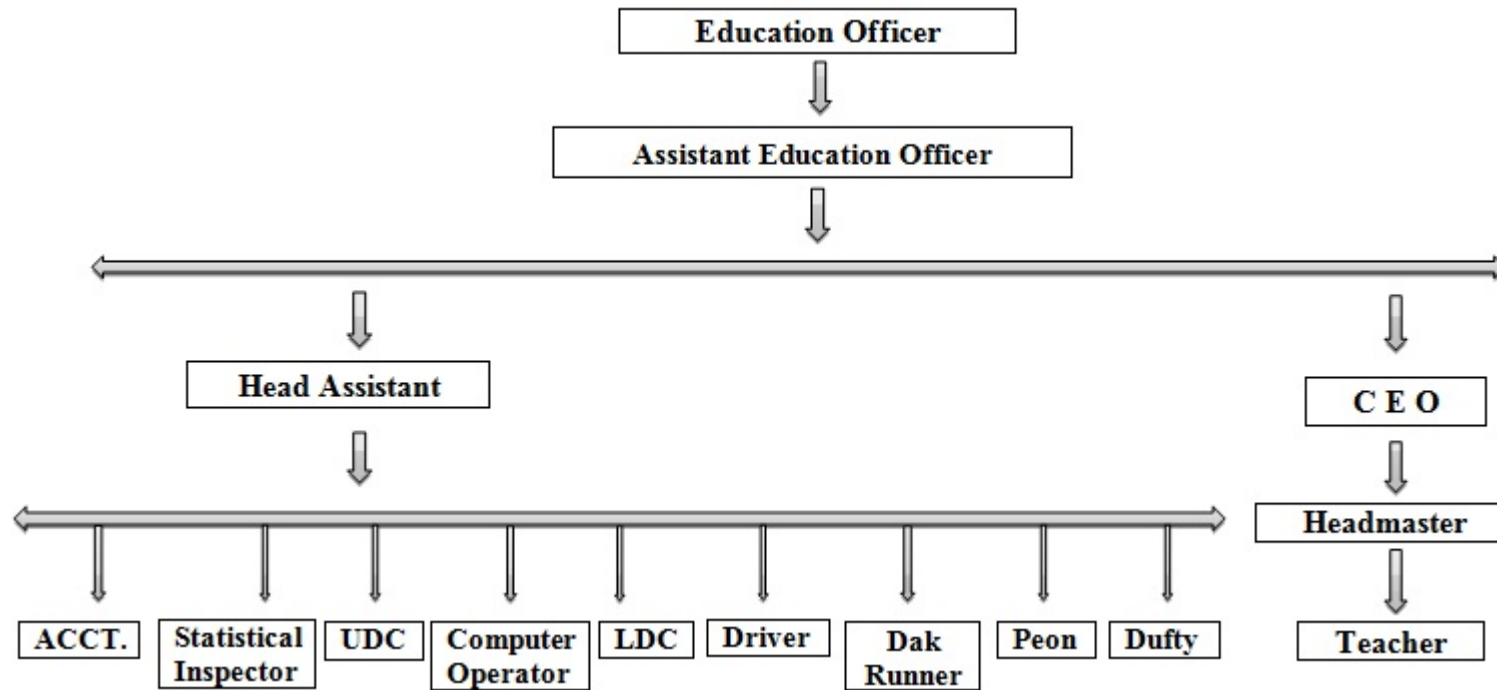 Education Officer
Assistant Education Officer
Head Assistant
C E O
Headmaster
ACCT.
Statistical
Inspector
UDC
Computer
Operator
LDC
Driver
Dak
Runner
Peon
Dufty
Teacher